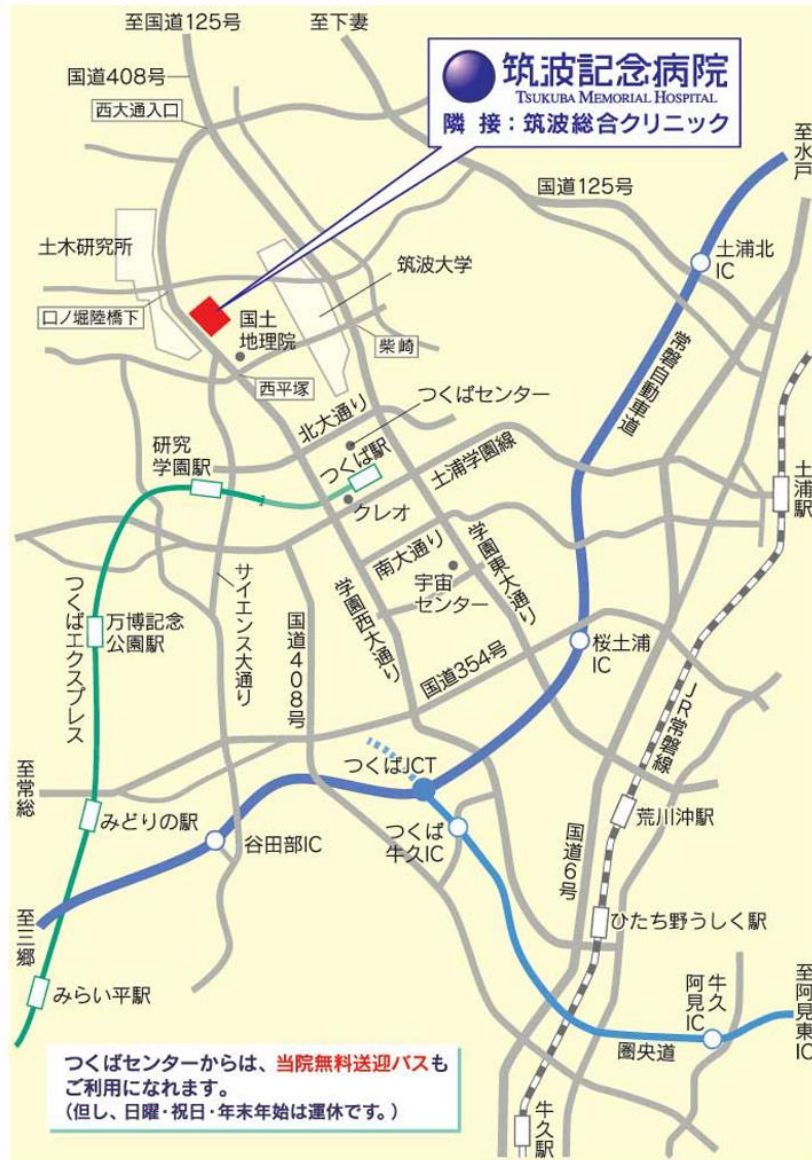 至国道125号
至下妻
国道408号
西大通入口
筑波記念病院
TSUKUBA MEMORIAL HOSPITAL
隣 接：筑波総合クリニック
至水戸
国道125号
土浦北
IC
土木研究所
筑波大学
口ノ堀陸橋下
国土
地理院
柴崎
常磐自動車道
西平塚
つくばセンター
北大通り
研究
学園駅
つくば駅
土浦学園線
土浦駅
クレオ
南大通り
学園東大通り
宇宙
センター
サイエンス大通り
学園西大通り
国道408号
万博記念
公園駅
つくばエクスプレス
桜土浦
IC
国道354号
JR常磐線
つくばJCT
至常総
みどりの駅
谷田部IC
つくば
牛久IC
国道6号
荒川沖駅
ひたち野うしく駅
至三郷
みらい平駅
牛久
阿見IC
至阿見東IC
圏央道
牛久駅
つくばセンターからは、当院無料送迎バスも
ご利用になれます。
（但し、日曜・祝日・年末年始は運休です。）